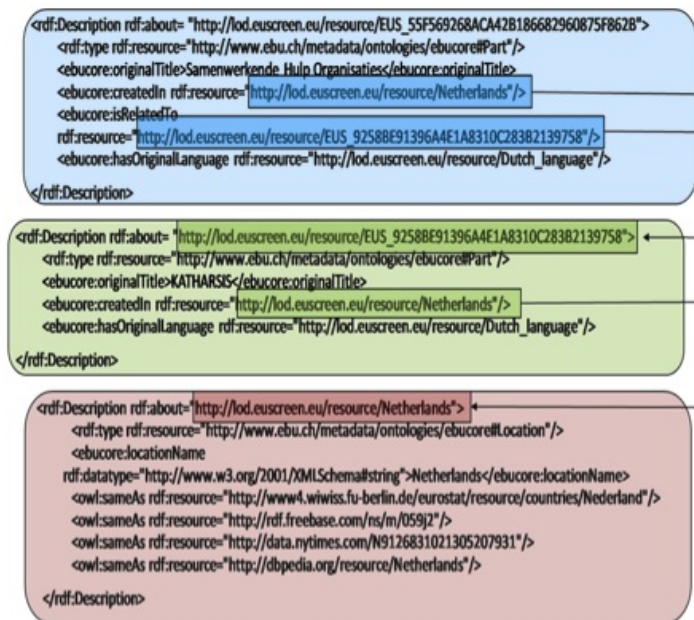 <rdf:Description rdf:about= "http://lod.euscreen.eu/resource/EUS_55F569268ACA42B186682960875F862B">
<rdf:type rdf:resource="http://www.ebu.ch/metadata/ontologies/ebucore#Part"/>
<ebucore:originalTitle>Samenwerkende Hulp Organisaties</ebucore:originalTitle>
<ebucore:createdIn rdf:resource="http://lod.euscreen.eu/resource/Netherlands"/>
<ebucore:isRelatedTo
rdf:resource="http://lod.euscreen.eu/resource/EUS_9258BE91396A4E1A8310C283B2139758"/>
<ebucore:hasOriginalLanguage rdf:resource="http://lod.euscreen.eu/resource/Dutch_language"/>
</rdf:Description>
<rdf:Description rdf:about= "http://lod.euscreen.eu/resource/EUS_9258BE91396A4E1A8310C283B2139758">
<rdf:type rdf:resource="http://www.ebu.ch/metadata/ontologies/ebucore#Part"/>
<ebucore:originalTitle>KATHARSIS</ebucore:originalTitle>
<ebucore:createdIn rdf:resource="http://lod.euscreen.eu/resource/Netherlands"/>
<ebucore:hasOriginalLanguage rdf:resource="http://lod.euscreen.eu/resource/Dutch_language"/>
</rdf:Description>
<rdf:Description rdf:about="http://lod.euscreen.eu/resource/Netherlands">
<rdf:type rdf:resource="http://www.ebu.ch/metadata/ontologies/ebucore#Location"/>
<ebucore:locationName
rdf:datatype="http://www.w3.org/2001/XMLSchema#string">Netherlands</ebucore:locationName>
<owl:sameAs rdf:resource="http://www4.wiwiss.fu-berlin.de/eurostat/resource/countries/Nederland"/>
<owl:sameAs rdf:resource="http://rdf.freebase.com/ns/m/059j2"/>
<owl:sameAs rdf:resource="http://data.nytimes.com/N9126831021305207931"/>
<owl:sameAs rdf:resource="http://dbpedia.org/resource/Netherlands"/>
</rdf:Description>